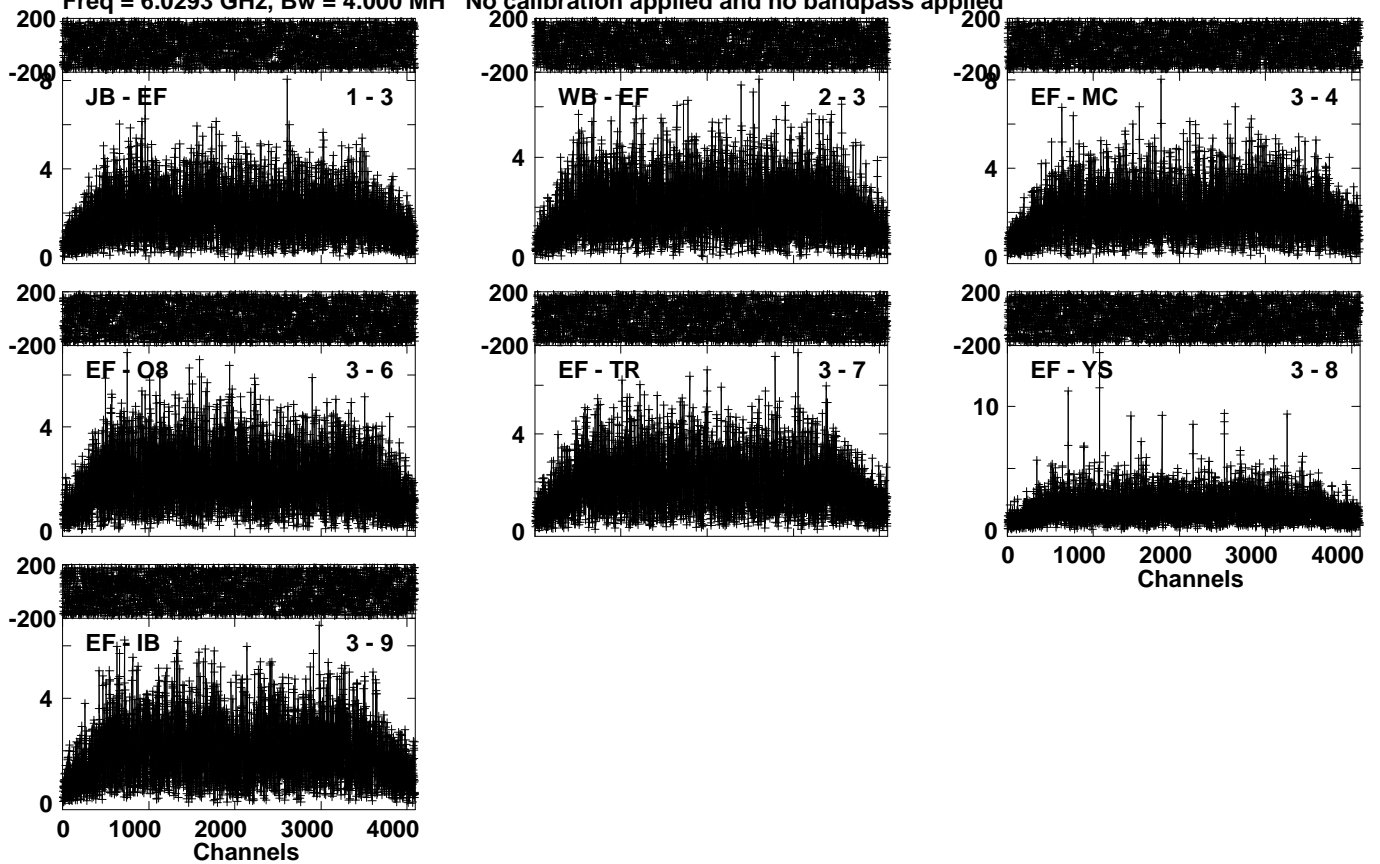 Freq = 6.0293 GHz, Bw = 4.000 MH No calibration applied and no bandpass applied
200 200 200
-200 -200 -200
8 8
JB - EF 1 - 3 WB - EF 2 - 3 EF - MC 3 - 4
4 4 4
0 0 0
200 200 200
-200 -200 -200
EF - O8 3 - 6 EF - TR 3 - 7 EF - YS 3 - 8
4 4 10
0 0 0
0 1000 2000 3000 4000
Channels
200
-200
EF - IB 3 - 9
4
0
0 1000 2000 3000 4000
Channels